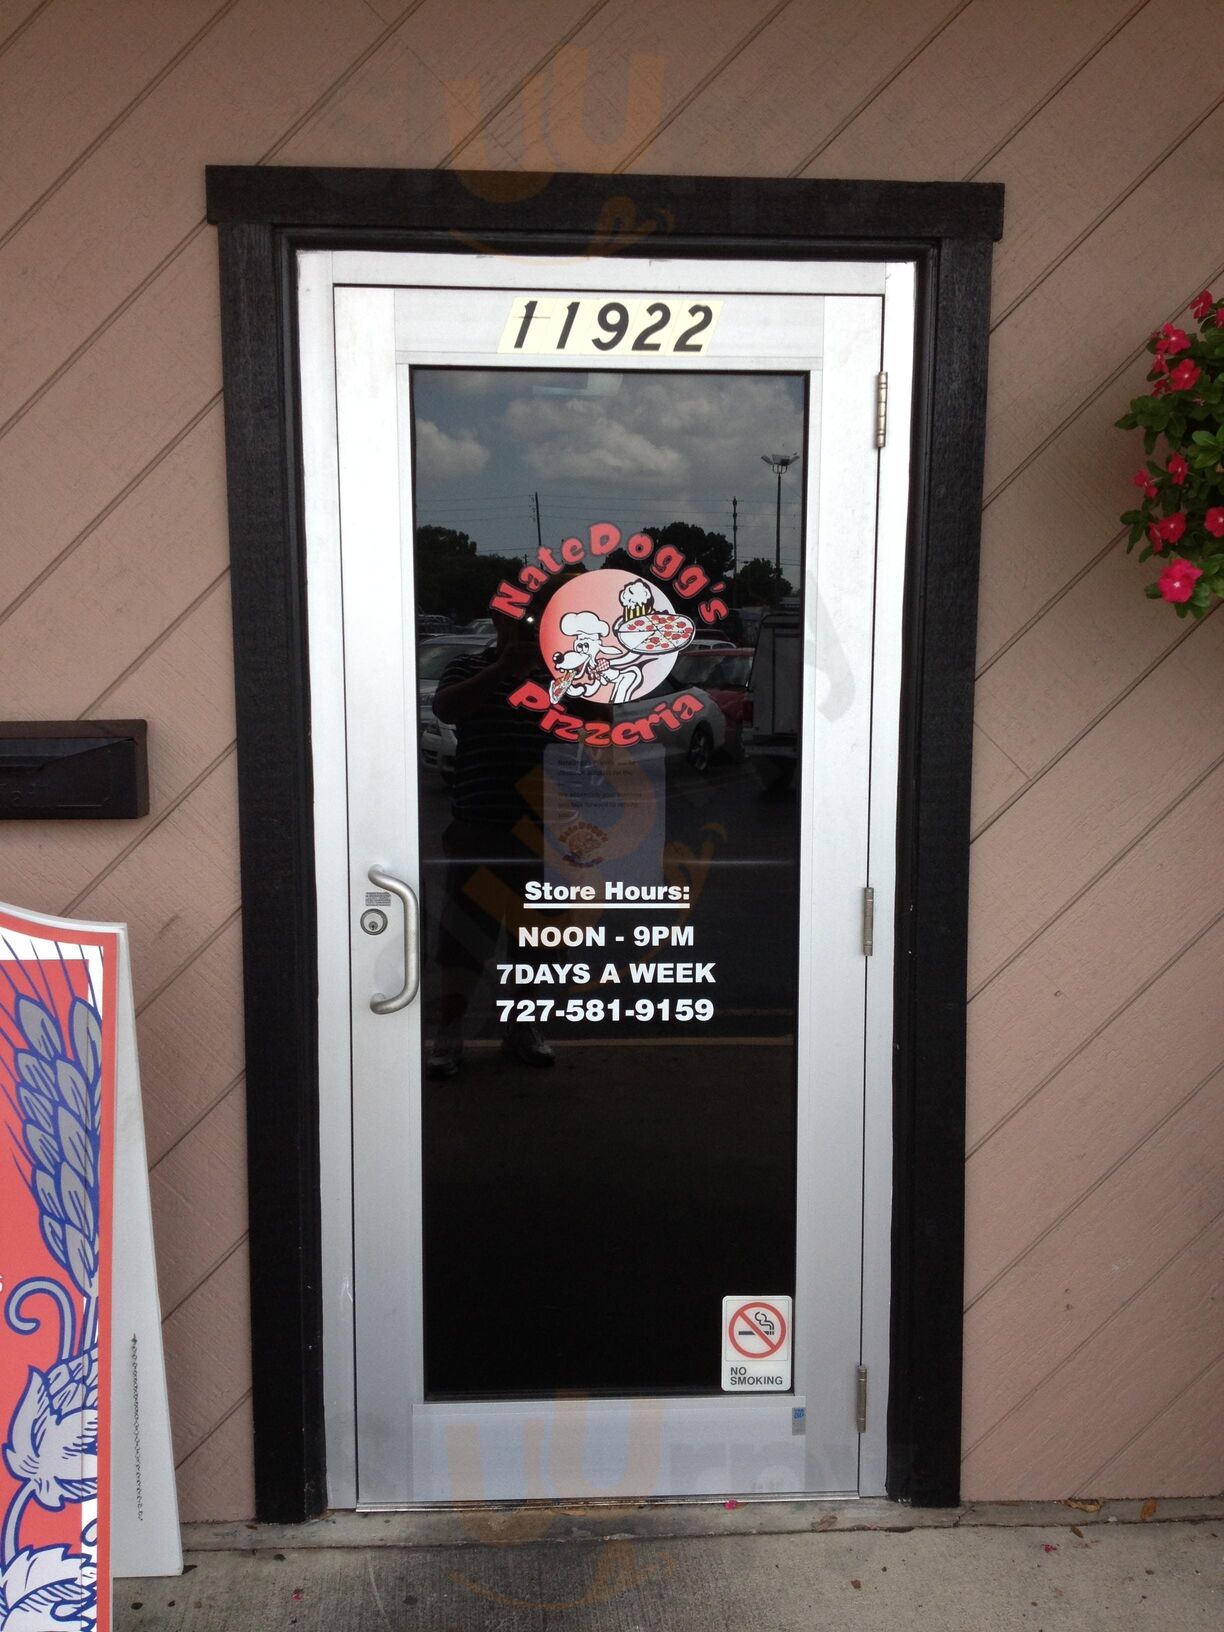 11922
NateDogg's
Pizzeria
Store Hours:
NOON - 9PM
7DAYS A WEEK
727-581-9159
NO
SMOKING